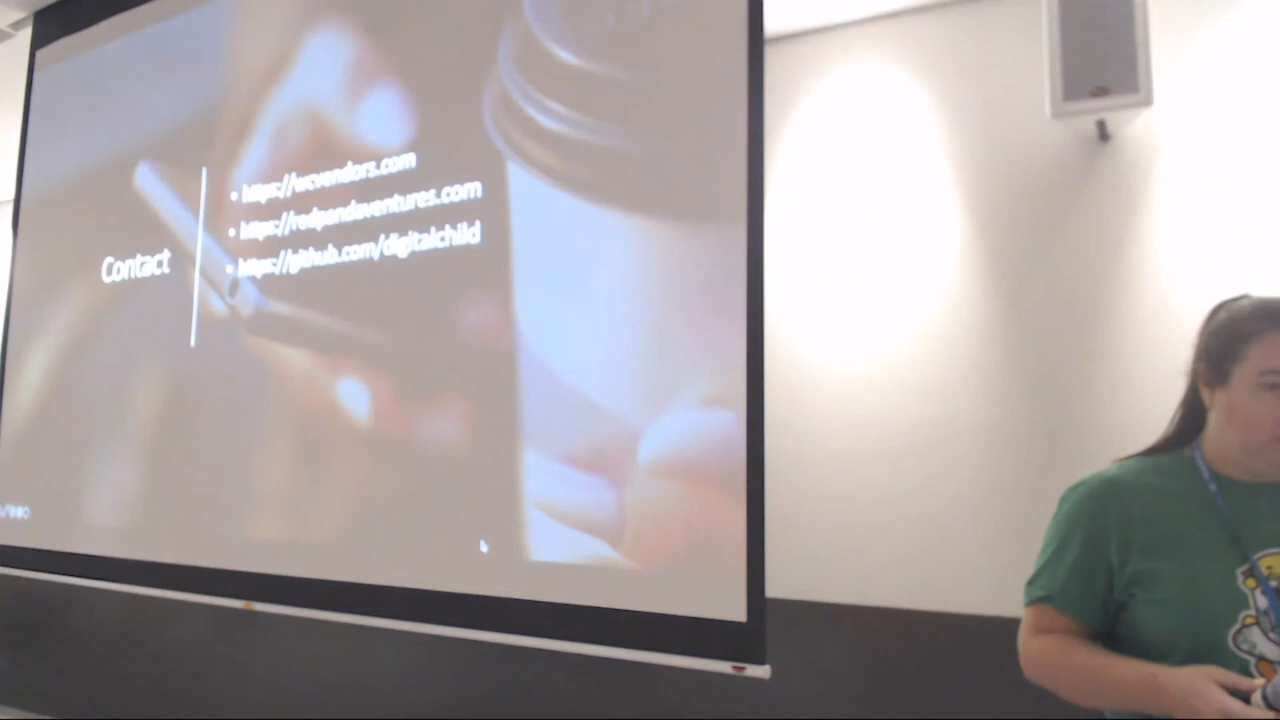 Contact
• https://wcvendors.com
• https://redpandaventures.com
• https://github.com/digitalchild